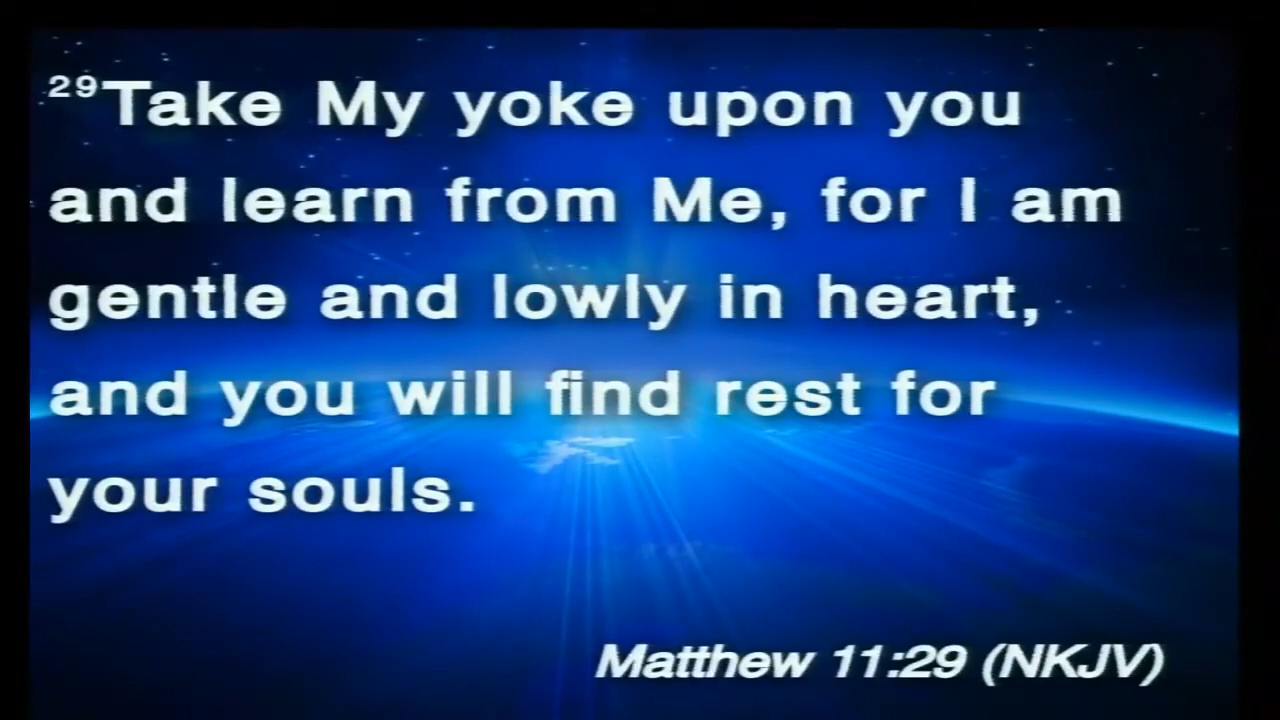 29Take My yoke upon you
and learn from Me, for I am
gentle and lowly in heart,
and you will find rest for
your souls.
Matthew 11:29 (NKJV)